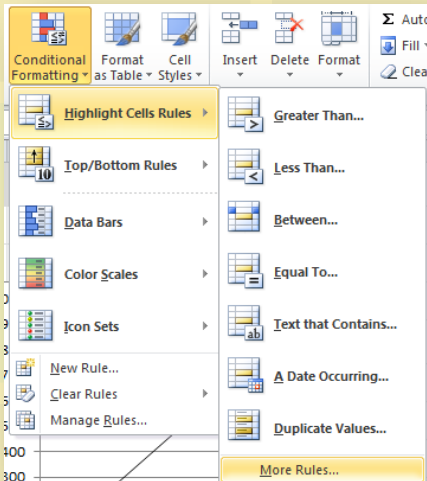 Conditional Formatting
Format as Table
Cell Styles
Insert
Delete
Format
Σ Auto
Fill
Clea
Highlight Cells Rules
Top/Bottom Rules
Data Bars
Color Scales
Icon Sets
New Rule...
Clear Rules
Manage Rules...
Greater Than...
Less Than...
Between...
Equal To...
Text that Contains...
A Date Occurring...
Duplicate Values...
More Rules...
400
300